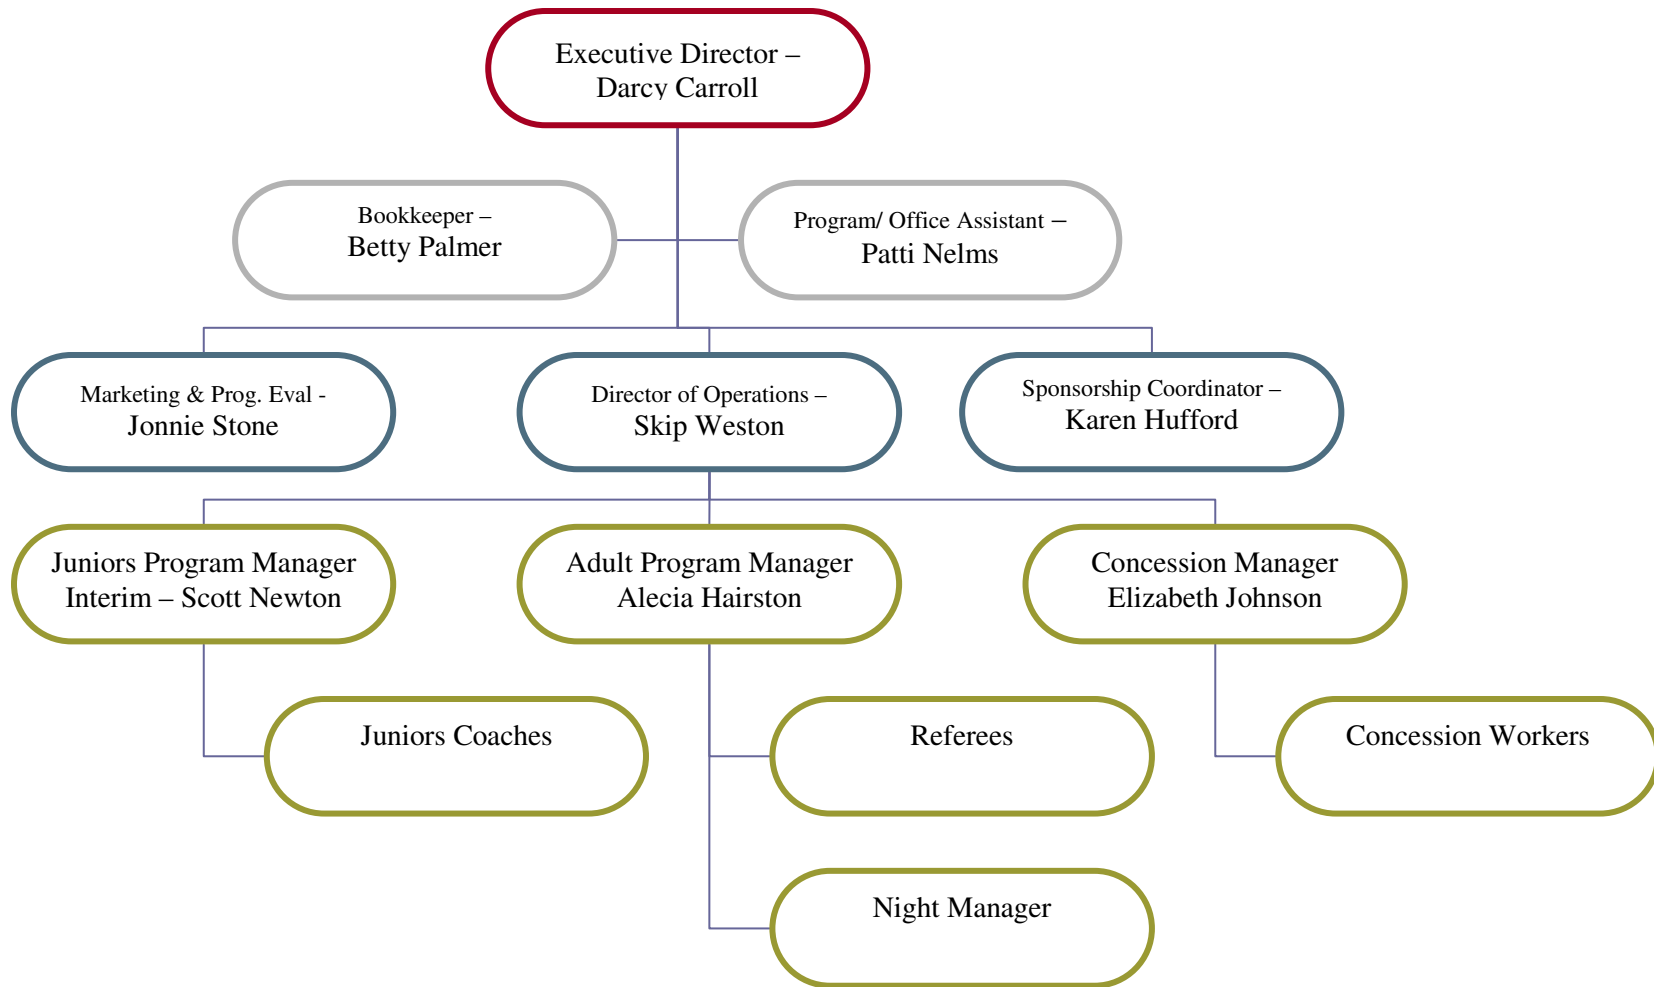 Executive Director –
Darcy Carroll
Bookkeeper –
Betty Palmer
Program/ Office Assistant –
Patti Nelms
Marketing & Prog. Eval -
Jonnie Stone
Director of Operations –
Skip Weston
Sponsorship Coordinator –
Karen Hufford
Juniors Program Manager
Interim – Scott Newton
Adult Program Manager
Alecia Hairston
Concession Manager
Elizabeth Johnson
Juniors Coaches
Referees
Concession Workers
Night Manager